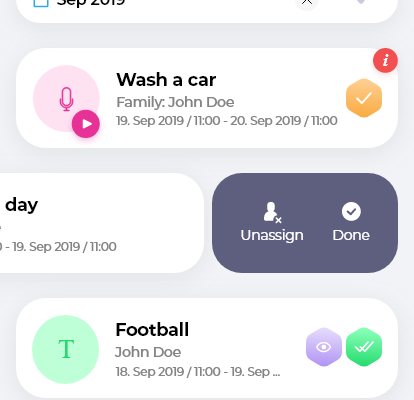 Sep 2019
i
Wash a car
Family: John Doe
19. Sep 2019 / 11:00 - 20. Sep 2019 / 11:00
day
- 19. Sep 2019 / 11:00
Unassign
Done
T
Football
John Doe
18. Sep 2019 / 11:00 - 19. Sep ...